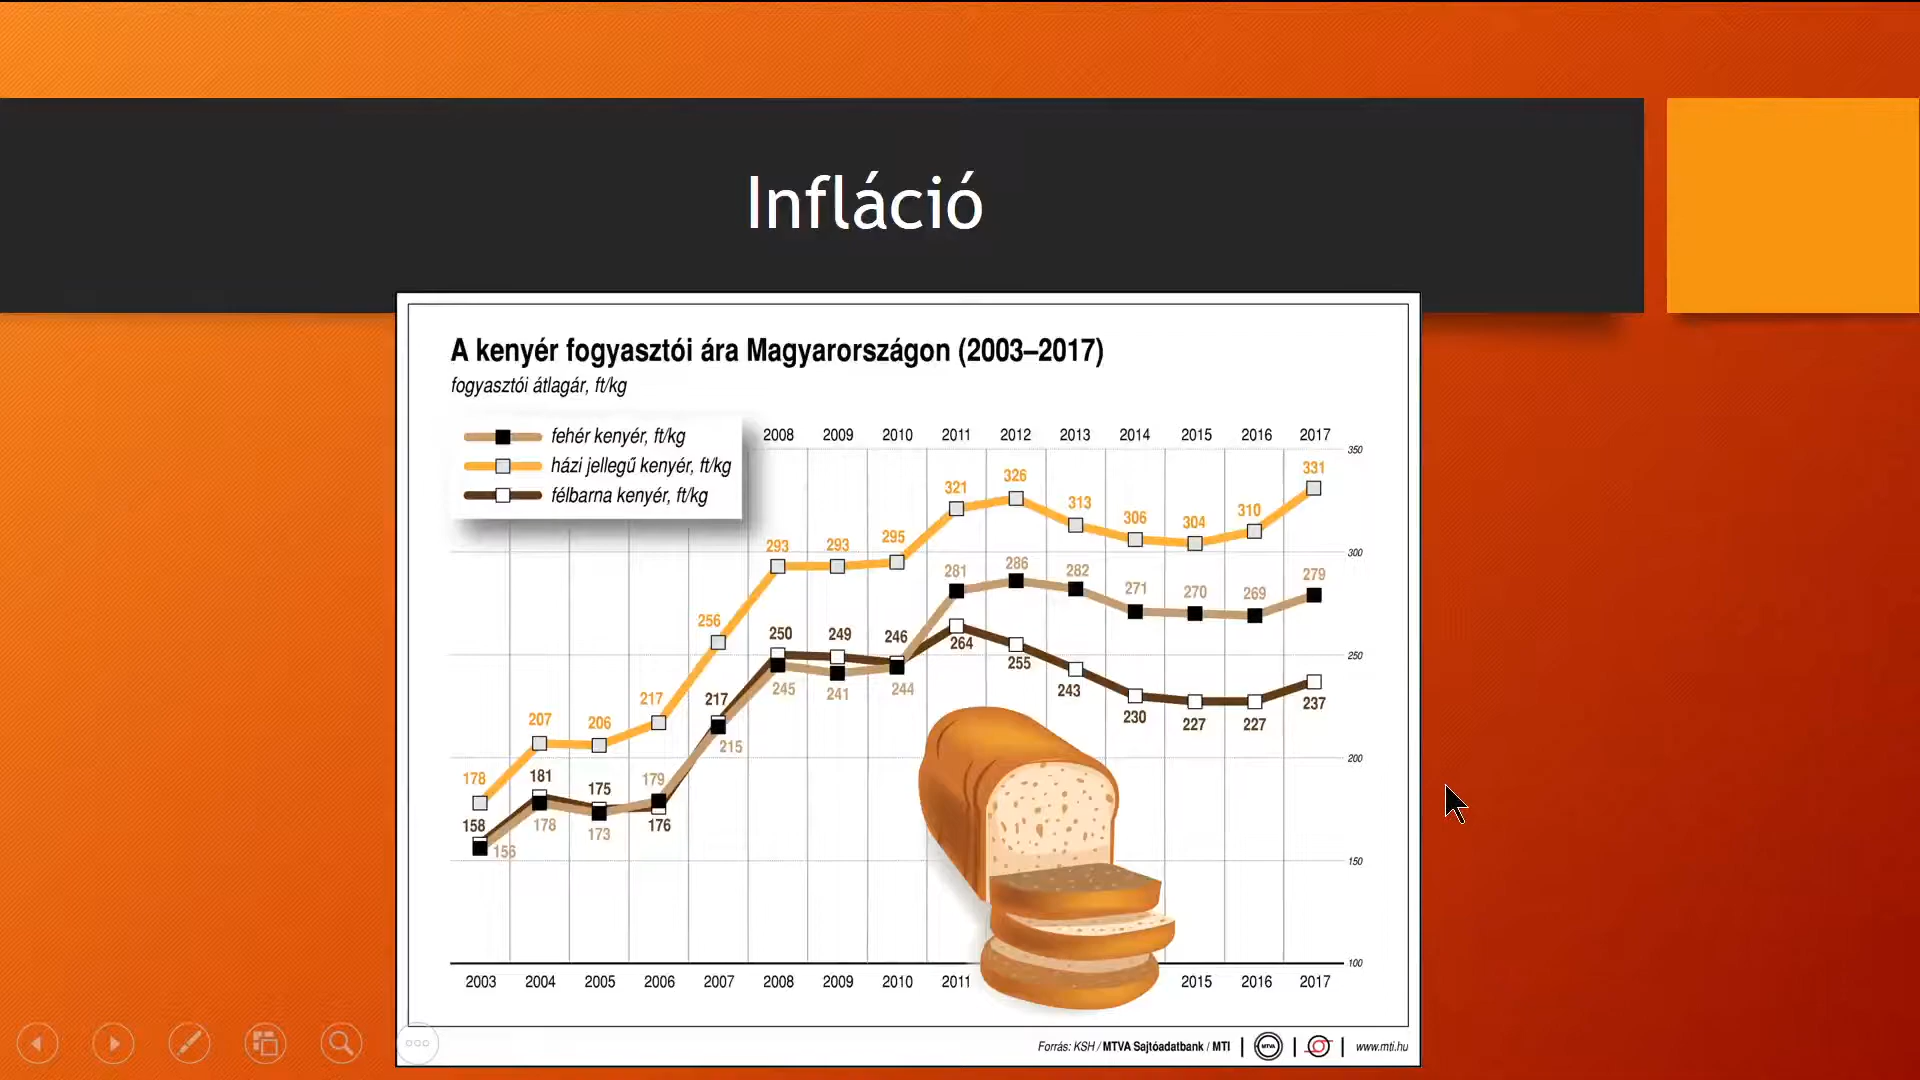 Infláció
A kenyér fogyasztói ára Magyarországon (2003–2017)
fogyasztói átlagár, ft/kg
fehér kenyér, ft/kg
házi jellegű kenyér, ft/kg
félbarna kenyér, ft/kg
2008 2009 2010 2011 2012 2013 2014 2015 2016 2017
350
300
250
200
150
100
178 207 206 217 256 293 293 295 321 326 313 306 304 310 331
156 178 173 179 215 245 241 244 281 286 282 271 270 269 279
158 181 175 176 217 250 249 246 264 255 243 230 227 227 237
2003 2004 2005 2006 2007 2008 2009 2010 2011 2015 2016 2017
Forrás: KSH / MTVA Sajtóadatbank / MTI | MTVA | | www.mti.hu